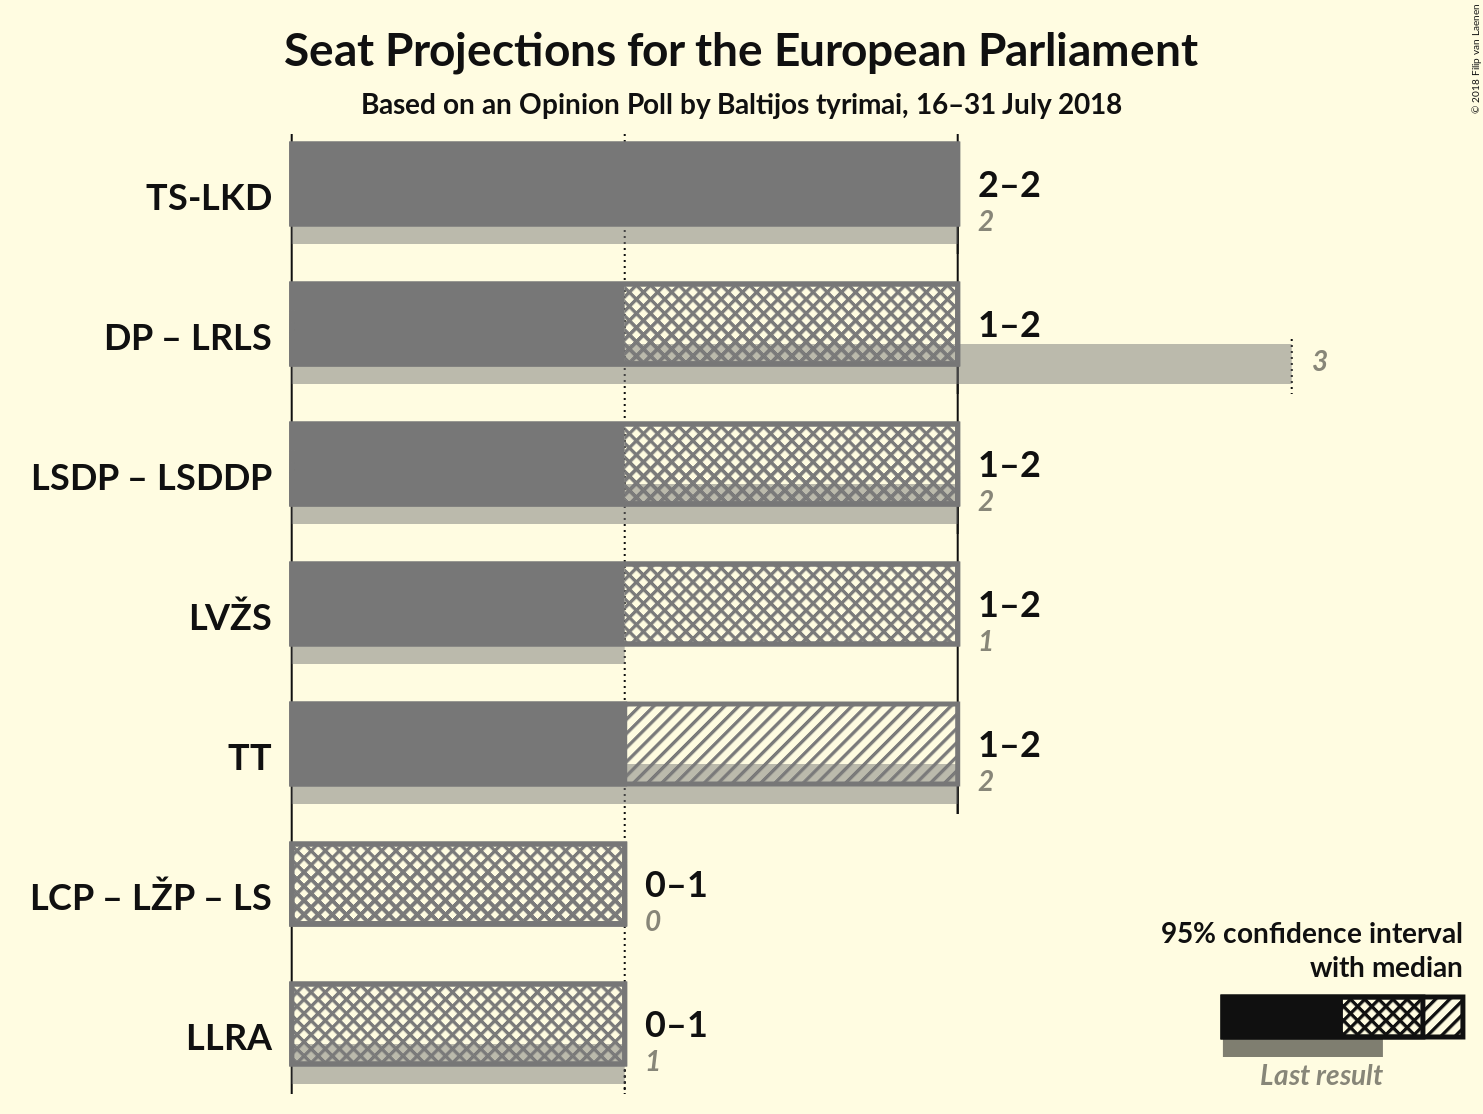 Seat Projections for the European Parliament
Based on an Opinion Poll by Baltijos tyrimai, 16–31 July 2018
© 2018 Filip van Laenen
TS-LKD
2–2
2
DP – LRLS
1–2
3
LSDP – LSDDP
1–2
2
LVŽS
1–2
1
TT
1–2
2
LCP – LŽP – LS
0–1
0
LLRA
0–1
1
95% confidence interval
with median
Last result